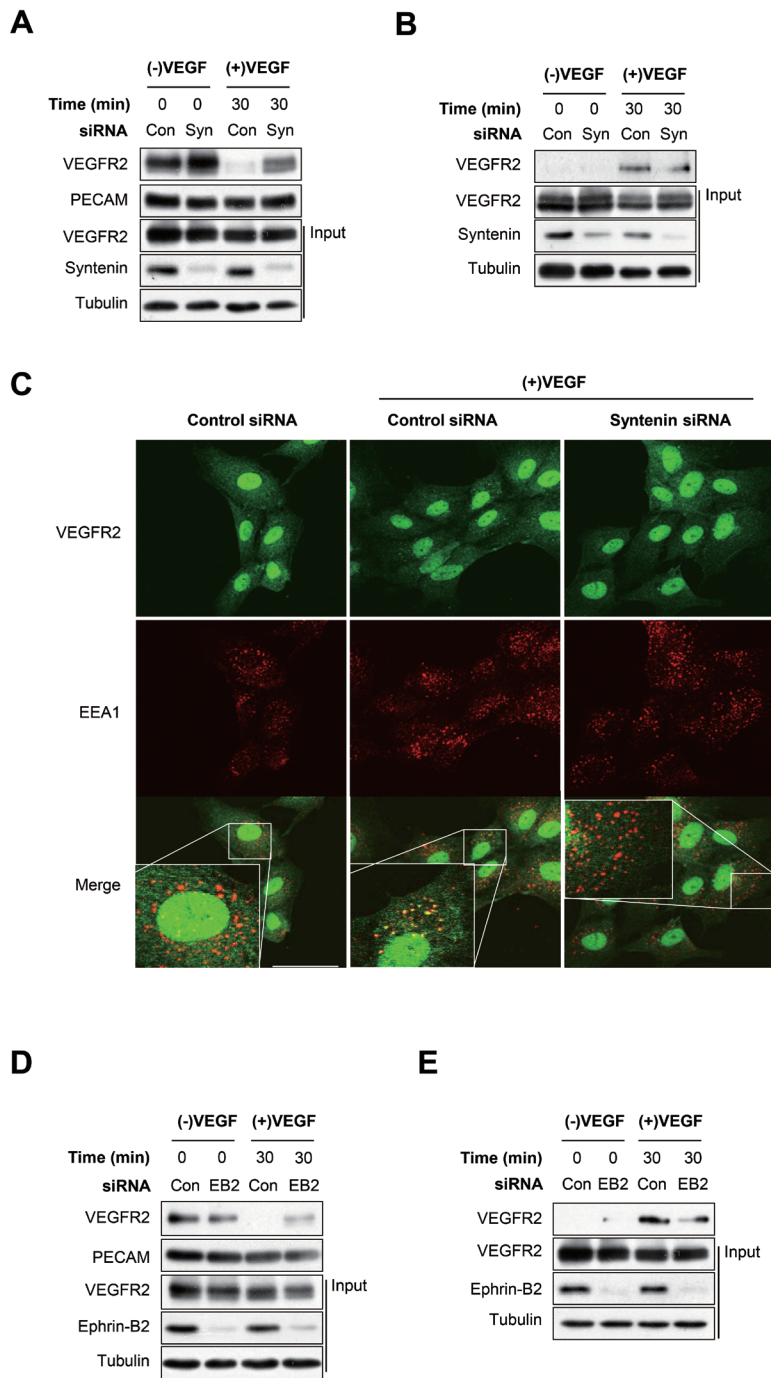 A
(-)VEGF (+)VEGF
Time (min) 0 0 30 30
siRNA Con Syn Con Syn
VEGFR2
PECAM
VEGFR2 Input
Syntenin
Tubulin
B
(-)VEGF (+)VEGF
Time (min) 0 0 30 30
siRNA Con Syn Con Syn
VEGFR2
VEGFR2 Input
Syntenin
Tubulin
C
(+)VEGF
Control siRNA Control siRNA Syntenin siRNA
VEGFR2
EEA1
Merge
D
(-)VEGF (+)VEGF
Time (min) 0 0 30 30
siRNA Con EB2 Con EB2
VEGFR2
PECAM
VEGFR2 Input
Ephrin-B2
Tubulin
E
(-)VEGF (+)VEGF
Time (min) 0 0 30 30
siRNA Con EB2 Con EB2
VEGFR2
VEGFR2 Input
Ephrin-B2
Tubulin